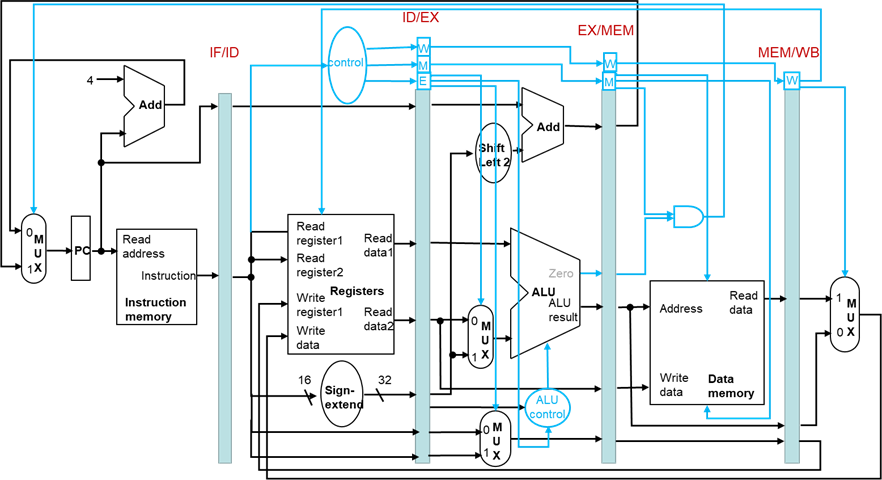 ID/EX
EX/MEM
IF/ID
MEM/WB
control
W
M
E
W
M
W
4
Add
Add
Shift
Left 2
0
M
U
X
1
PC
Read
address
Instruction
Instruction
memory
Read
register1
Read
register2
Write
register1
Write
data
Registers
Read
data1
Read
data2
16
32
Sign-
extend
0
M
U
X
1
Zero
ALU
ALU
result
ALU
control
0
M
U
X
1
Address
Read
data
Write
data
Data
memory
1
M
U
X
0